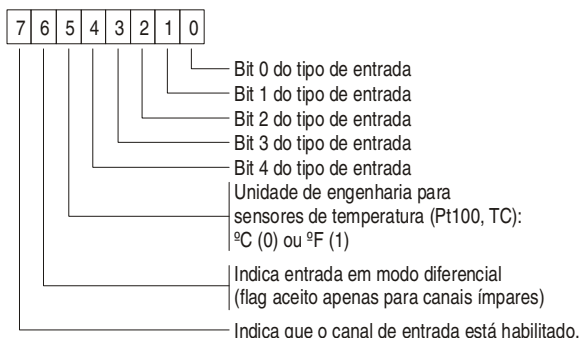 7 6 5 4 3 2 1 0
Bit 0 do tipo de entrada
Bit 1 do tipo de entrada
Bit 2 do tipo de entrada
Bit 3 do tipo de entrada
Bit 4 do tipo de entrada
Unidade de engenharia para
sensores de temperatura (Pt100, TC):
ºC (0) ou ºF (1)
Indica entrada em modo diferencial
(flag aceito apenas para canais ímpares)
Indica que o canal de entrada está habilitado.